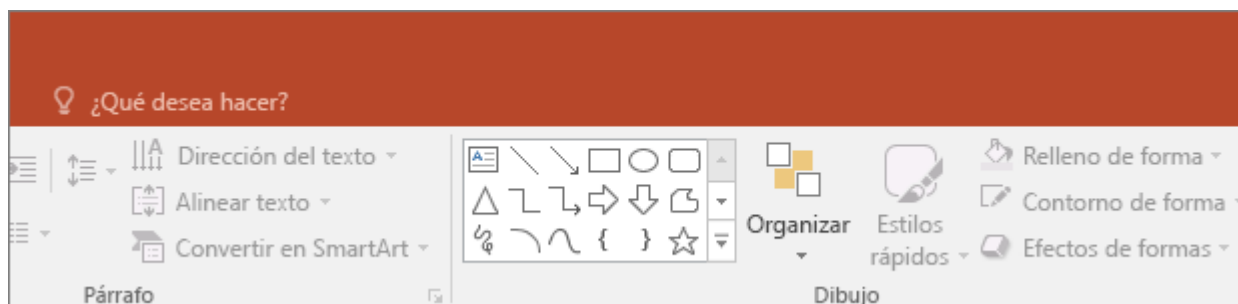 ¿Qué desea hacer?
Dirección del texto
Alinear texto
Convertir en SmartArt
Párrafo
A
Organizar
Estilos
rápidos
Relleno de forma
Contorno de forma
Efectos de formas
Dibujo